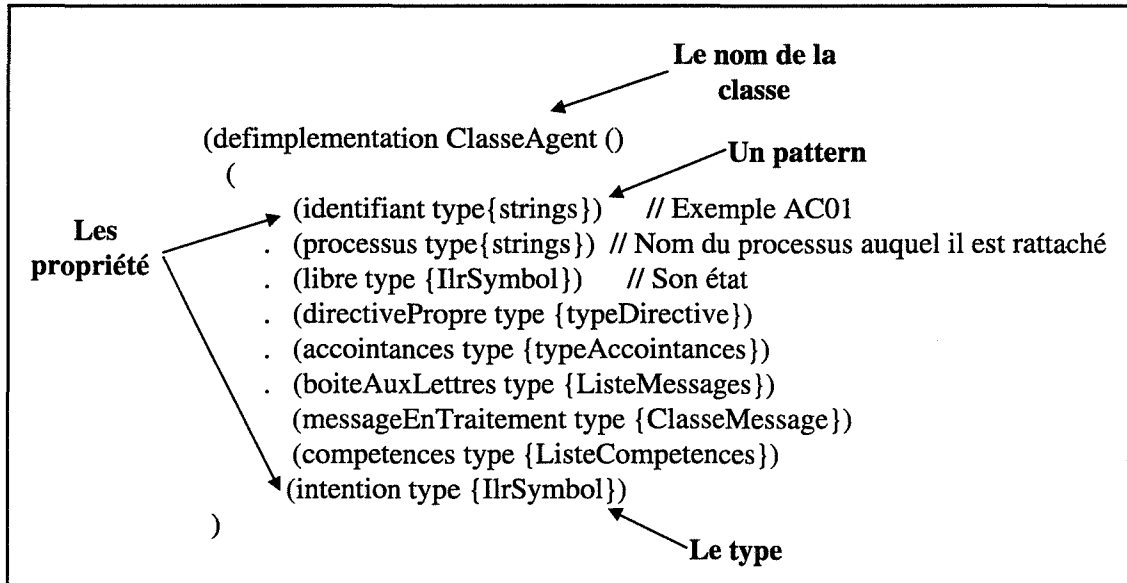 Le nom de la
classe
(defimplementation ClasseAgent ()
Un pattern
(
(identifiant type{strings}) // Exemple AC01
Les
propriété
. (processus type{strings}) // Nom du processus auquel il est rattaché
. (libre type {IlrSymbol}) // Son état
. (directivePropre type {typeDirective})
. (accointances type {typeAccointances})
. (boiteAuxLettres type {ListeMessages})
(messageEnTraitement type {ClasseMessage})
(competences type {ListeCompetences})
(intention type {IlrSymbol})
)
Le type